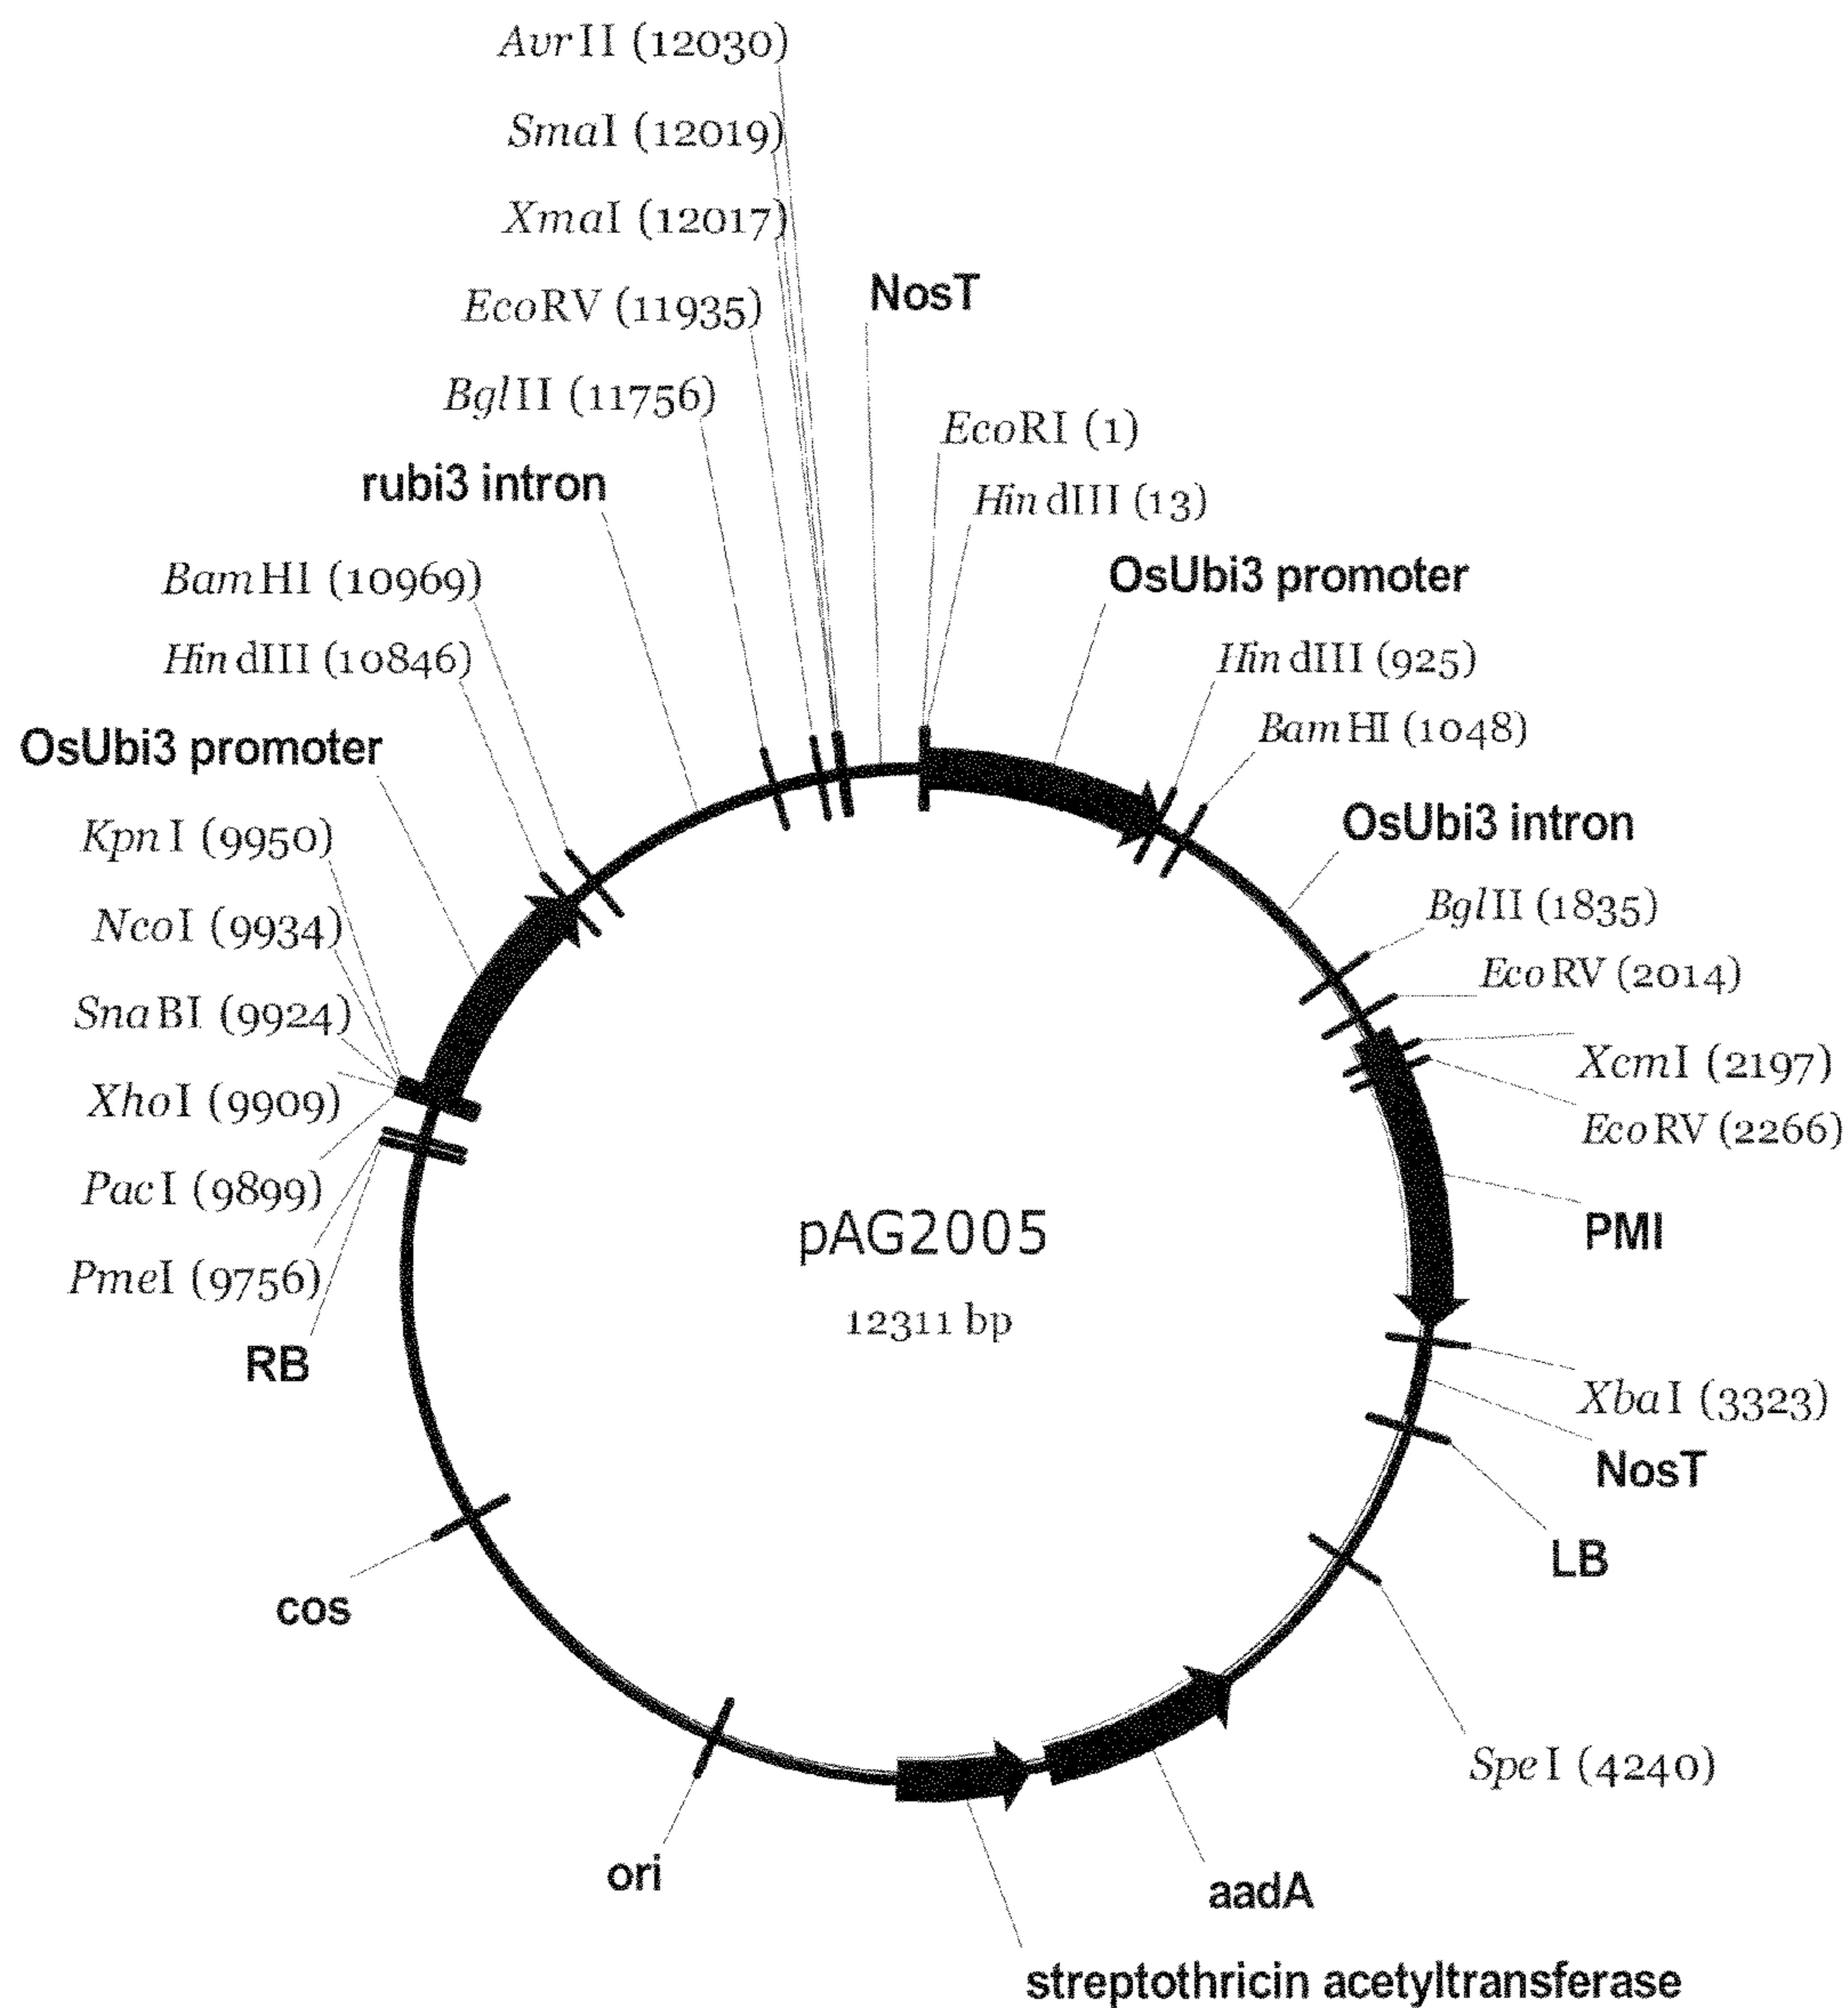 AvrII (12030)
SmaI (12019)
XmaI (12017)
EcoRV (11935)
BglII (11756)
rubi3 intron
BamHI (10969)
HindIII (10846)
OsUbi3 promoter
KpnI (9950)
NcoI (9934)
SnaBI (9924)
XhoI (9909)
PacI (9899)
PmeI (9756)
RB
cos
ori
NosT
EcoRI (1)
HindIII (13)
OsUbi3 promoter
HindIII (925)
BamHI (1048)
OsUbi3 intron
BglII (1835)
EcoRV (2014)
XcmI (2197)
EcoRV (2266)
PMI
XbaI (3323)
NosT
LB
SpeI (4240)
aadA
streptothricin acetyltransferase
pAG2005
12311 bp